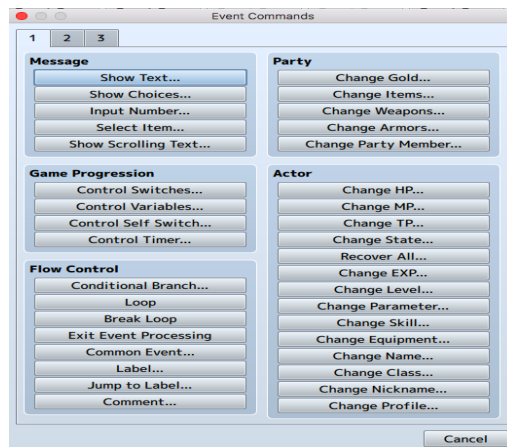 Event Commands
1 2 3
Message
Show Text...
Show Choices...
Input Number...
Select Item...
Show Scrolling Text...
Game Progression
Control Switches...
Control Variables...
Control Self Switch...
Control Timer...
Flow Control
Conditional Branch...
Loop
Break Loop
Exit Event Processing
Common Event...
Label...
Jump to Label...
Comment...
Party
Change Gold...
Change Items...
Change Weapons...
Change Armors...
Change Party Member...
Actor
Change HP...
Change MP...
Change TP...
Change State...
Recover All...
Change EXP...
Change Level...
Change Parameter...
Change Skill...
Change Equipment...
Change Name...
Change Class...
Change Nickname...
Change Profile...
Cancel